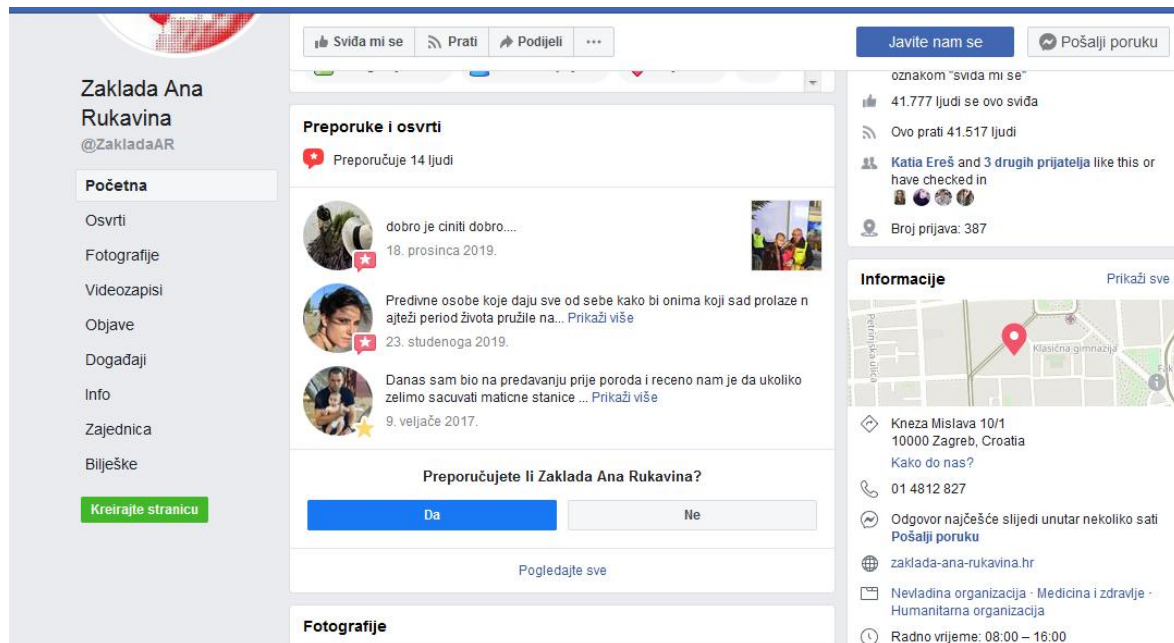 Sviđa mi se
Prati
Podijeli
Javite nam se
Pošalji poruku
Zaklada Ana
Rukavina
@ZakladaAR
Početna
Osvrti
Fotografije
Videozapisi
Objave
Događaji
Info
Zajednica
Bilješke
Kreirajte stranicu
Preporuke i osvrti
Preporučuje 14 ljudi
dobro je ciniti dobro....
18. prosinca 2019.
Predivne osobe koje daju sve od sebe kako bi onima koji sad prolaze n
ajteži period života pružile na... Prikaži više
23. studenoga 2019.
Danas sam bio na predavanju prije poroda i receno nam je da ukoliko
zelimo sacuvati maticne stanice ... Prikaži više
9. veljače 2017.
Preporučujete li Zaklada Ana Rukavina?
Da
Ne
Pogledajte sve
Fotografije
oznakom "sviđa mi se"
41.777 ljudi se ovo sviđa
Ovo prati 41.517 ljudi
Katia Ereš and 3 drugih prijatelja like this or
have checked in
Broj prijava: 387
Informacije
Prikaži sve
Petrinjska ulica
Klasična gimnazija
Kneza Mislava 10/1
10000 Zagreb, Croatia
Kako do nas?
01 4812 827
Odgovor najčešće slijedi unutar nekoliko sati
Pošalji poruku
zaklada-ana-rukavina.hr
Nevladina organizacija · Medicina i zdravlje ·
Humanitarna organizacija
Radno vrijeme: 08:00 – 16:00